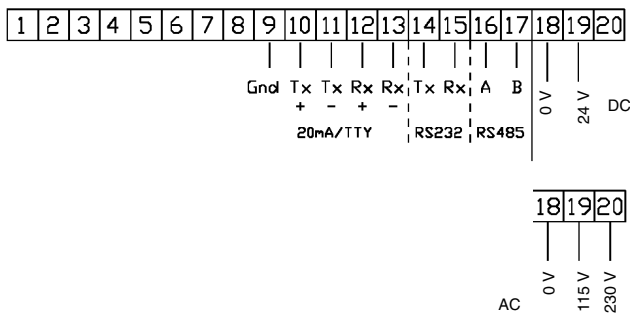 1 2 3 4 5 6 7 8 9 10 11 12 13 14 15 16 17 18 19 20
Gnd Tx Tx Rx Rx Tx Rx A B 0 V 24 V DC
+ - + -
20mA/TTY RS232 RS485
18 19 20
AC 0 V 115 V 230 V